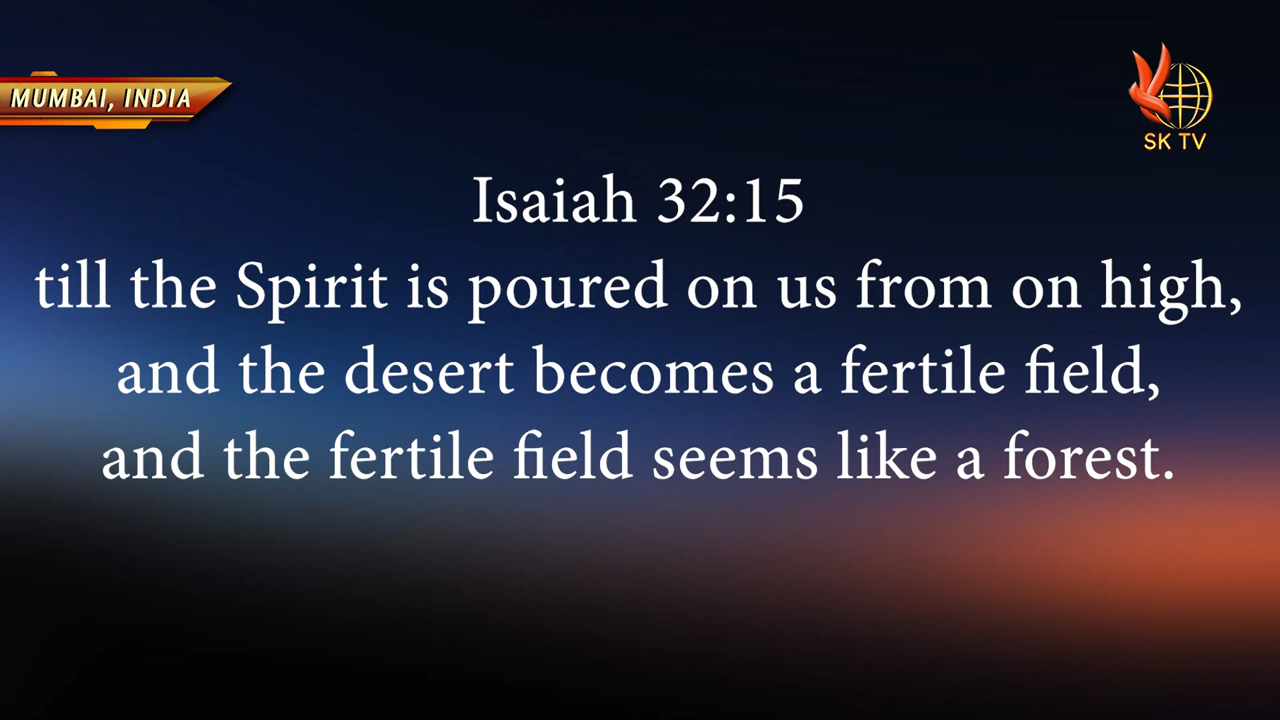 MUMBAI, INDIA
SK TV
Isaiah 32:15
till the Spirit is poured on us from on high,
and the desert becomes a fertile field,
and the fertile field seems like a forest.